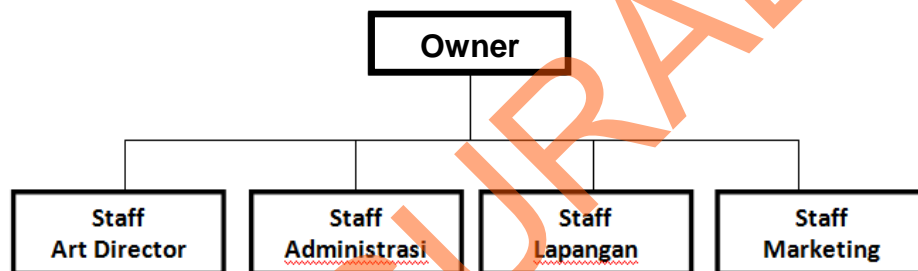 Owner
Staff
Art Director
Staff
Administrasi
Staff
Lapangan
Staff
Marketing